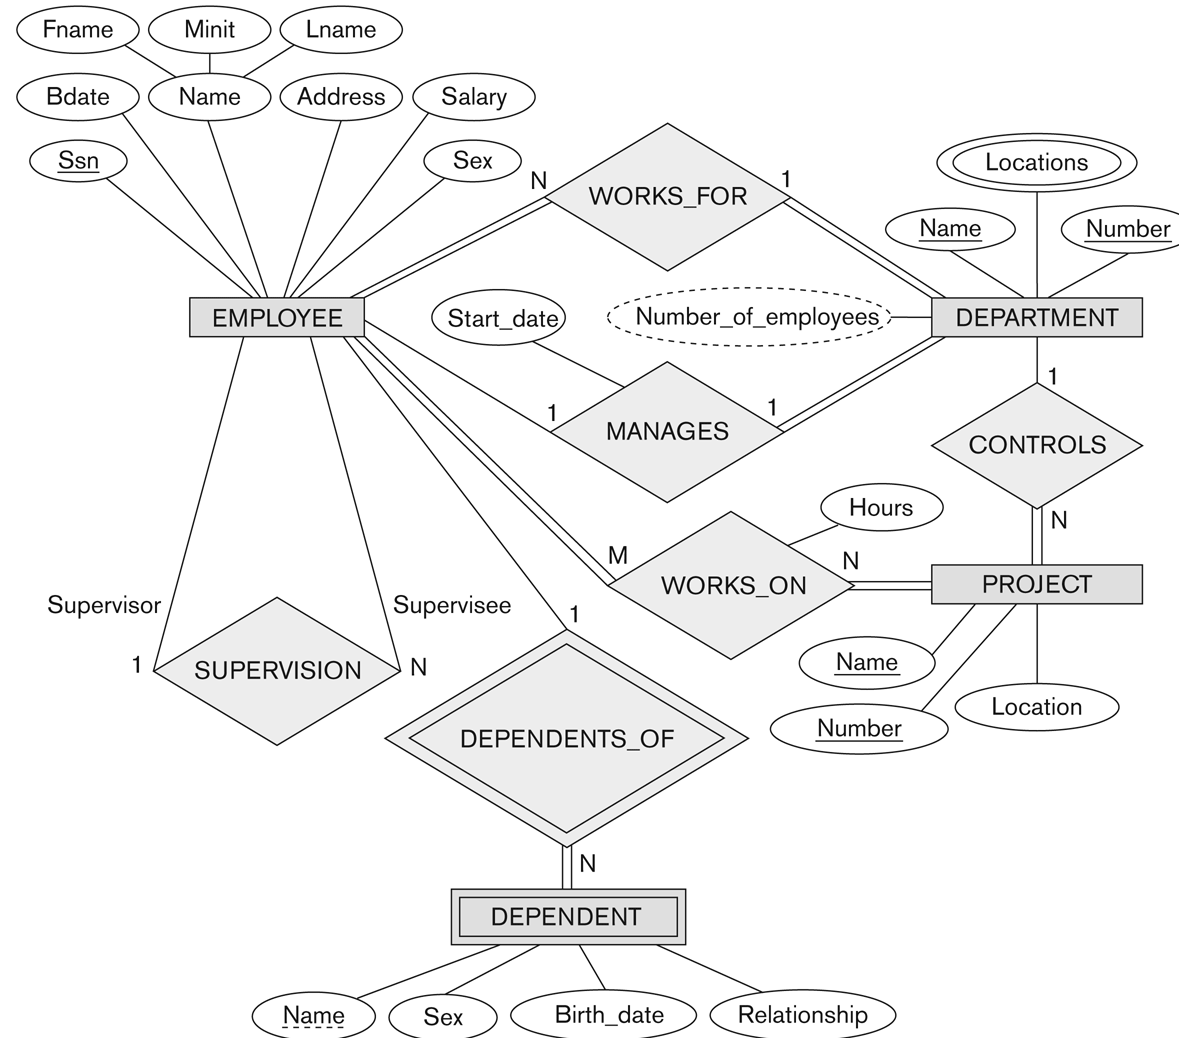 Fname
Minit
Lname
Bdate
Name
Address
Salary
Ssn
Sex
N
WORKS_FOR
1
Locations
Name
Number
EMPLOYEE
Start_date
Number_of_employees
DEPARTMENT
1
MANAGES
1
1
CONTROLS
N
Hours
M
WORKS_ON
N
PROJECT
Supervisor
Supervisee
1
SUPERVISION
N
1
Name
Number
Location
DEPENDENTS_OF
N
DEPENDENT
Name
Sex
Birth_date
Relationship